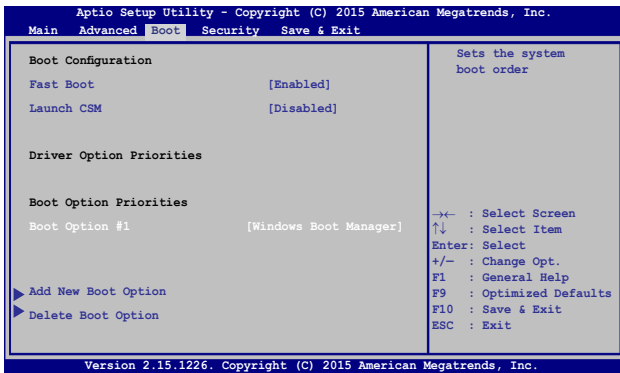 Aptio Setup Utility - Copyright (C) 2015 American Megatrends, Inc.
Main Advanced Boot Security Save & Exit
Boot Configuration
Fast Boot [Enabled]
Launch CSM [Disabled]
Driver Option Priorities
Boot Option Priorities
Boot Option #1 [Windows Boot Manager]
Add New Boot Option
Delete Boot Option
Sets the system
boot order
→← : Select Screen
↑↓ : Select Item
Enter: Select
+/— : Change Opt.
F1 : General Help
F9 : Optimized Defaults
F10 : Save & Exit
ESC : Exit
Version 2.15.1226. Copyright (C) 2015 American Megatrends, Inc.